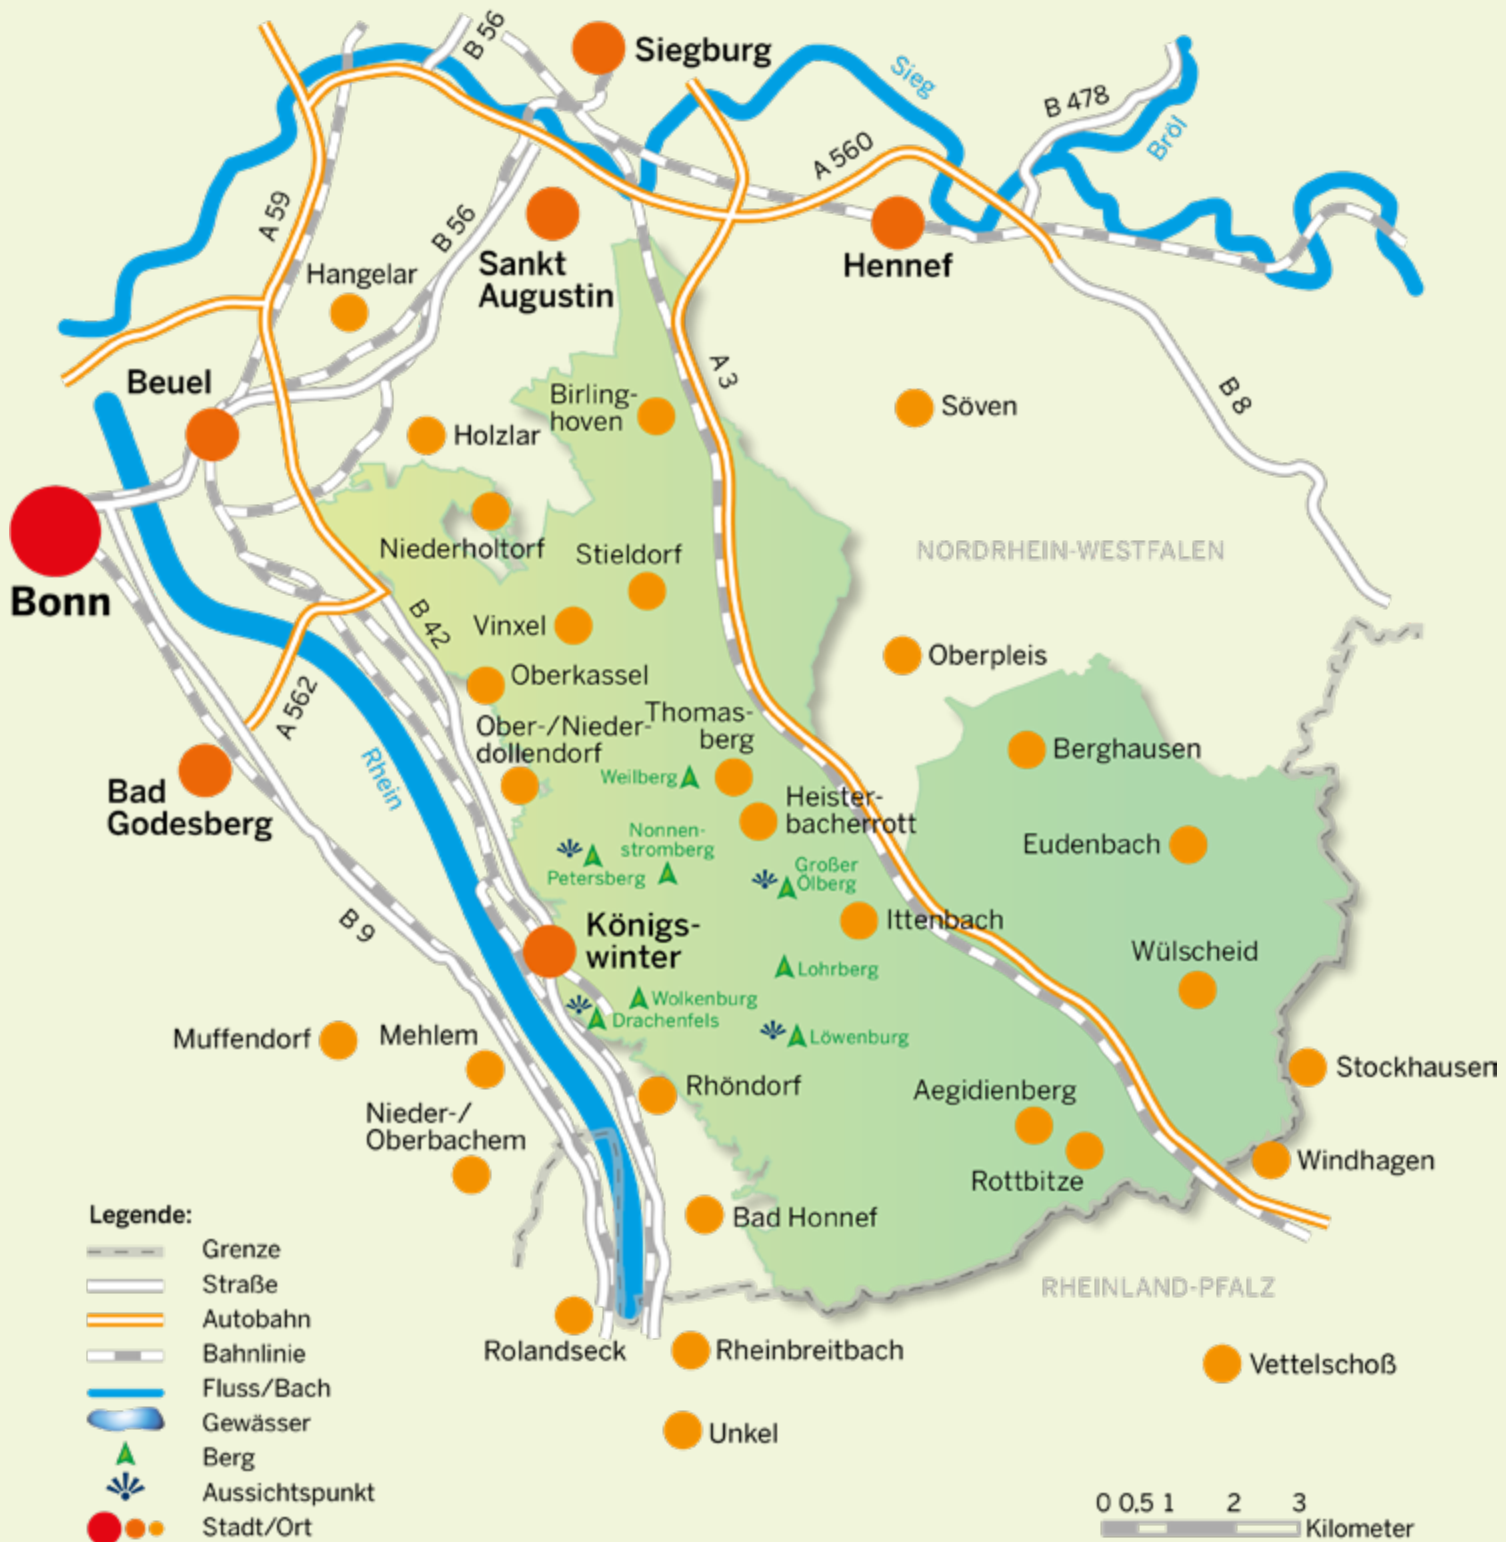 B 56
Siegburg
Sieg
B 478
Bröl
A 560
A 59
B 56
Hangelar
Sankt
Augustin
Hennef
Beuel
A 3
B 8
Birling-
hoven
Söven
Holzlar
Niederholtorf
Stieldorf
NORDRHEIN-WESTFALEN
Bonn
B 42
Vinxel
Oberpleis
Oberkassel
A 562
Ober-/Nieder-
dollendorf
Thomas-
berg
Berghausen
Rhein
Weilberg
Bad
Godesberg
Heister-
bacherrott
Nonnen-
stromberg
Eudenbach
Petersberg
Großer
Ölberg
B 9
Königs-
winter
Ittenbach
Wülscheid
Lohrberg
Wolkenburg
Drachenfels
Löwenburg
Muffendorf
Mehlem
Stockhausen
Rhöndorf
Aegidienberg
Nieder-/
Oberbachem
Windhagen
Rottbitze
Bad Honnef
Legende:
Grenze
Straße
Autobahn
Bahnlinie
Fluss/Bach
Gewässer
Berg
Aussichtspunkt
Stadt/Ort
RHEINLAND-PFALZ
Rolandseck
Rheinbreitbach
Vettelschoß
Unkel
0 0,5 1 2 3
Kilometer